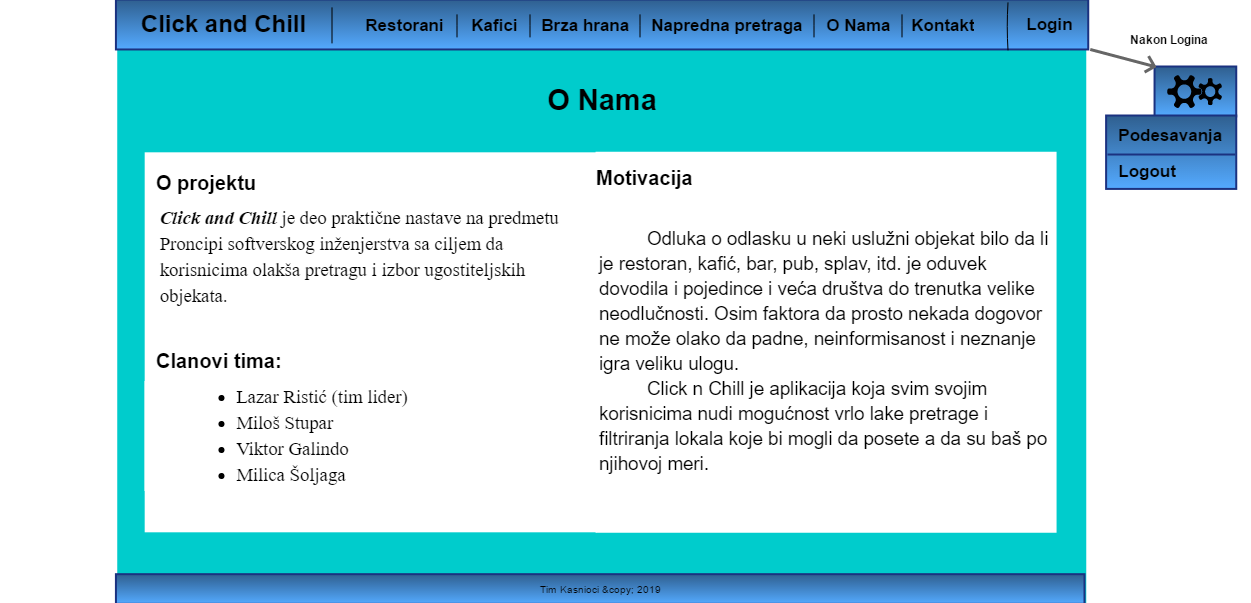 Click and Chill
Restorani
Kafici
Brza hrana
Napredna pretraga
O Nama
Kontakt
Login
Nakon Logina
Podesavanja
Logout
O Nama
O projektu
Click and Chill je deo praktične nastave na predmetu
Proncipi softverskog inženjerstva sa ciljem da
korisnicima olakša pretragu i izbor ugostiteljskih
objekata.
Clanovi tima:
Lazar Ristić (tim lider)
Miloš Stupar
Viktor Galindo
Milica Šoljaga
Motivacija
Odluka o odlasku u neki uslužni objekat bilo da li
je restoran, kafić, bar, pub, splav, itd. je oduvek
dovodila i pojedince i veća društva do trenutka velike
neodlučnosti. Osim faktora da prosto nekada dogovor
ne može olako da padne, neinformisanost i neznanje
igra veliku ulogu.
Click n Chill je aplikacija koja svim svojim
korisnicima nudi mogućnost vrlo lake pretrage i
filtriranja lokala koje bi mogli da posete a da su baš po
njihovoj meri.
Tim Kasnioci &copy; 2019